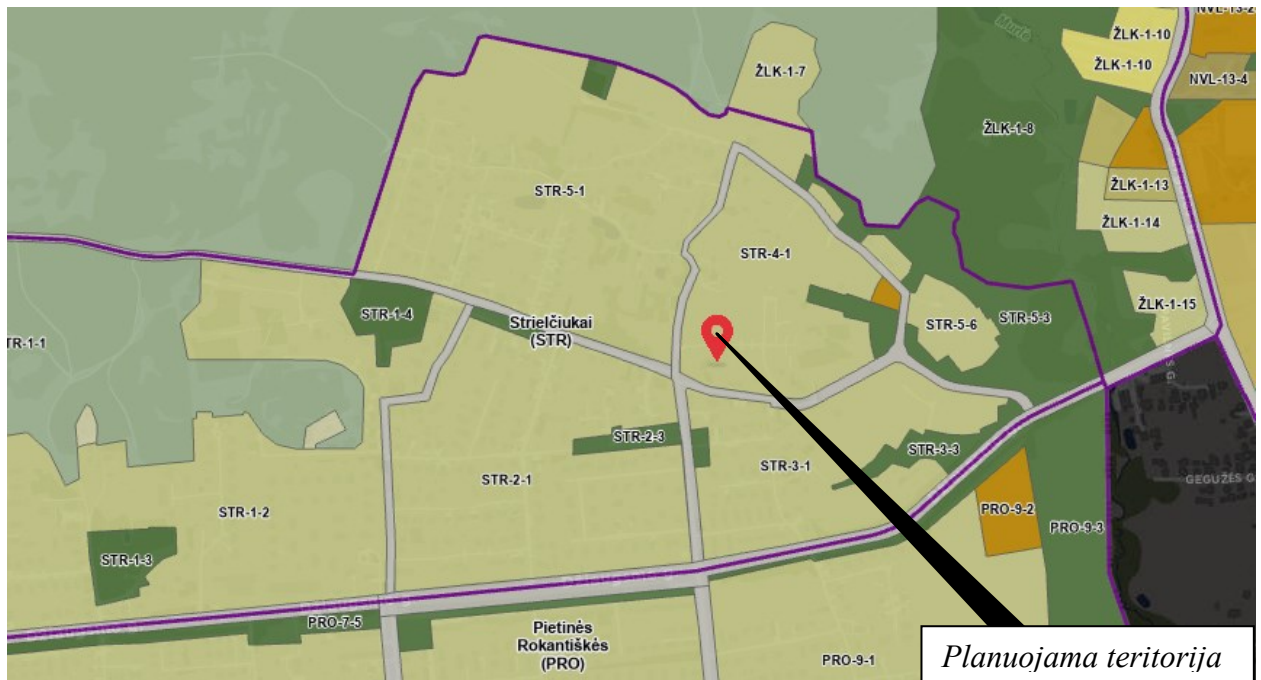 NVL-13-2
Murlė
ŽLK-1-10
ŽLK-1-7
ŽLK-1-10
NVL-13-4
ŽLK-1-8
STR-5-1
ŽLK-1-13
ŽLK-1-14
STR-4-1
ŽLK-1-15
STR-1-4
Strielčiukai
(STR)
STR-5-6
STR-5-3
TR-1-1
STR-2-3
STR-3-3
STR-3-1
STR-2-1
GEGUŽĖS G
STR-1-2
PRO-9-2
PRO-9-3
STR-1-3
PRO-7-5
Pietinės
Rokantiškės
(PRO)
PRO-9-1
Planuojama teritorija